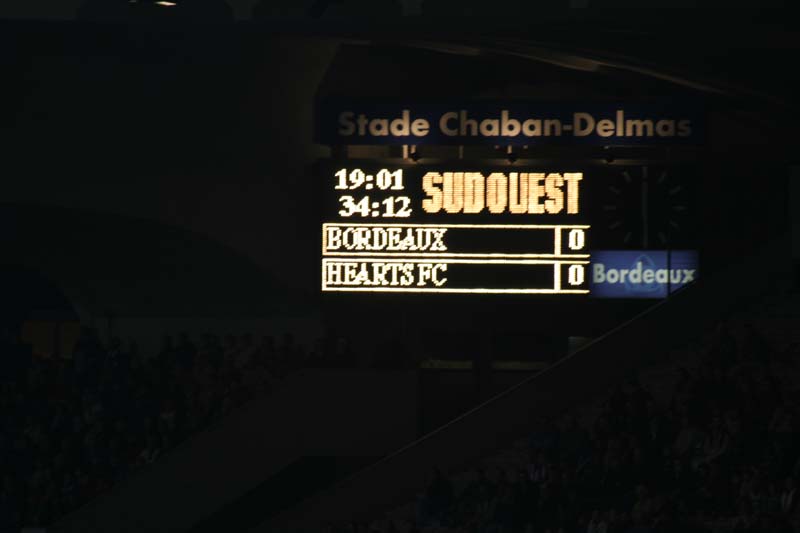 Stade Chaban-Delmas
19:01 SUDOUEST
34:12
BORDEAUX 0
HEARTS FC 0
Bordeaux